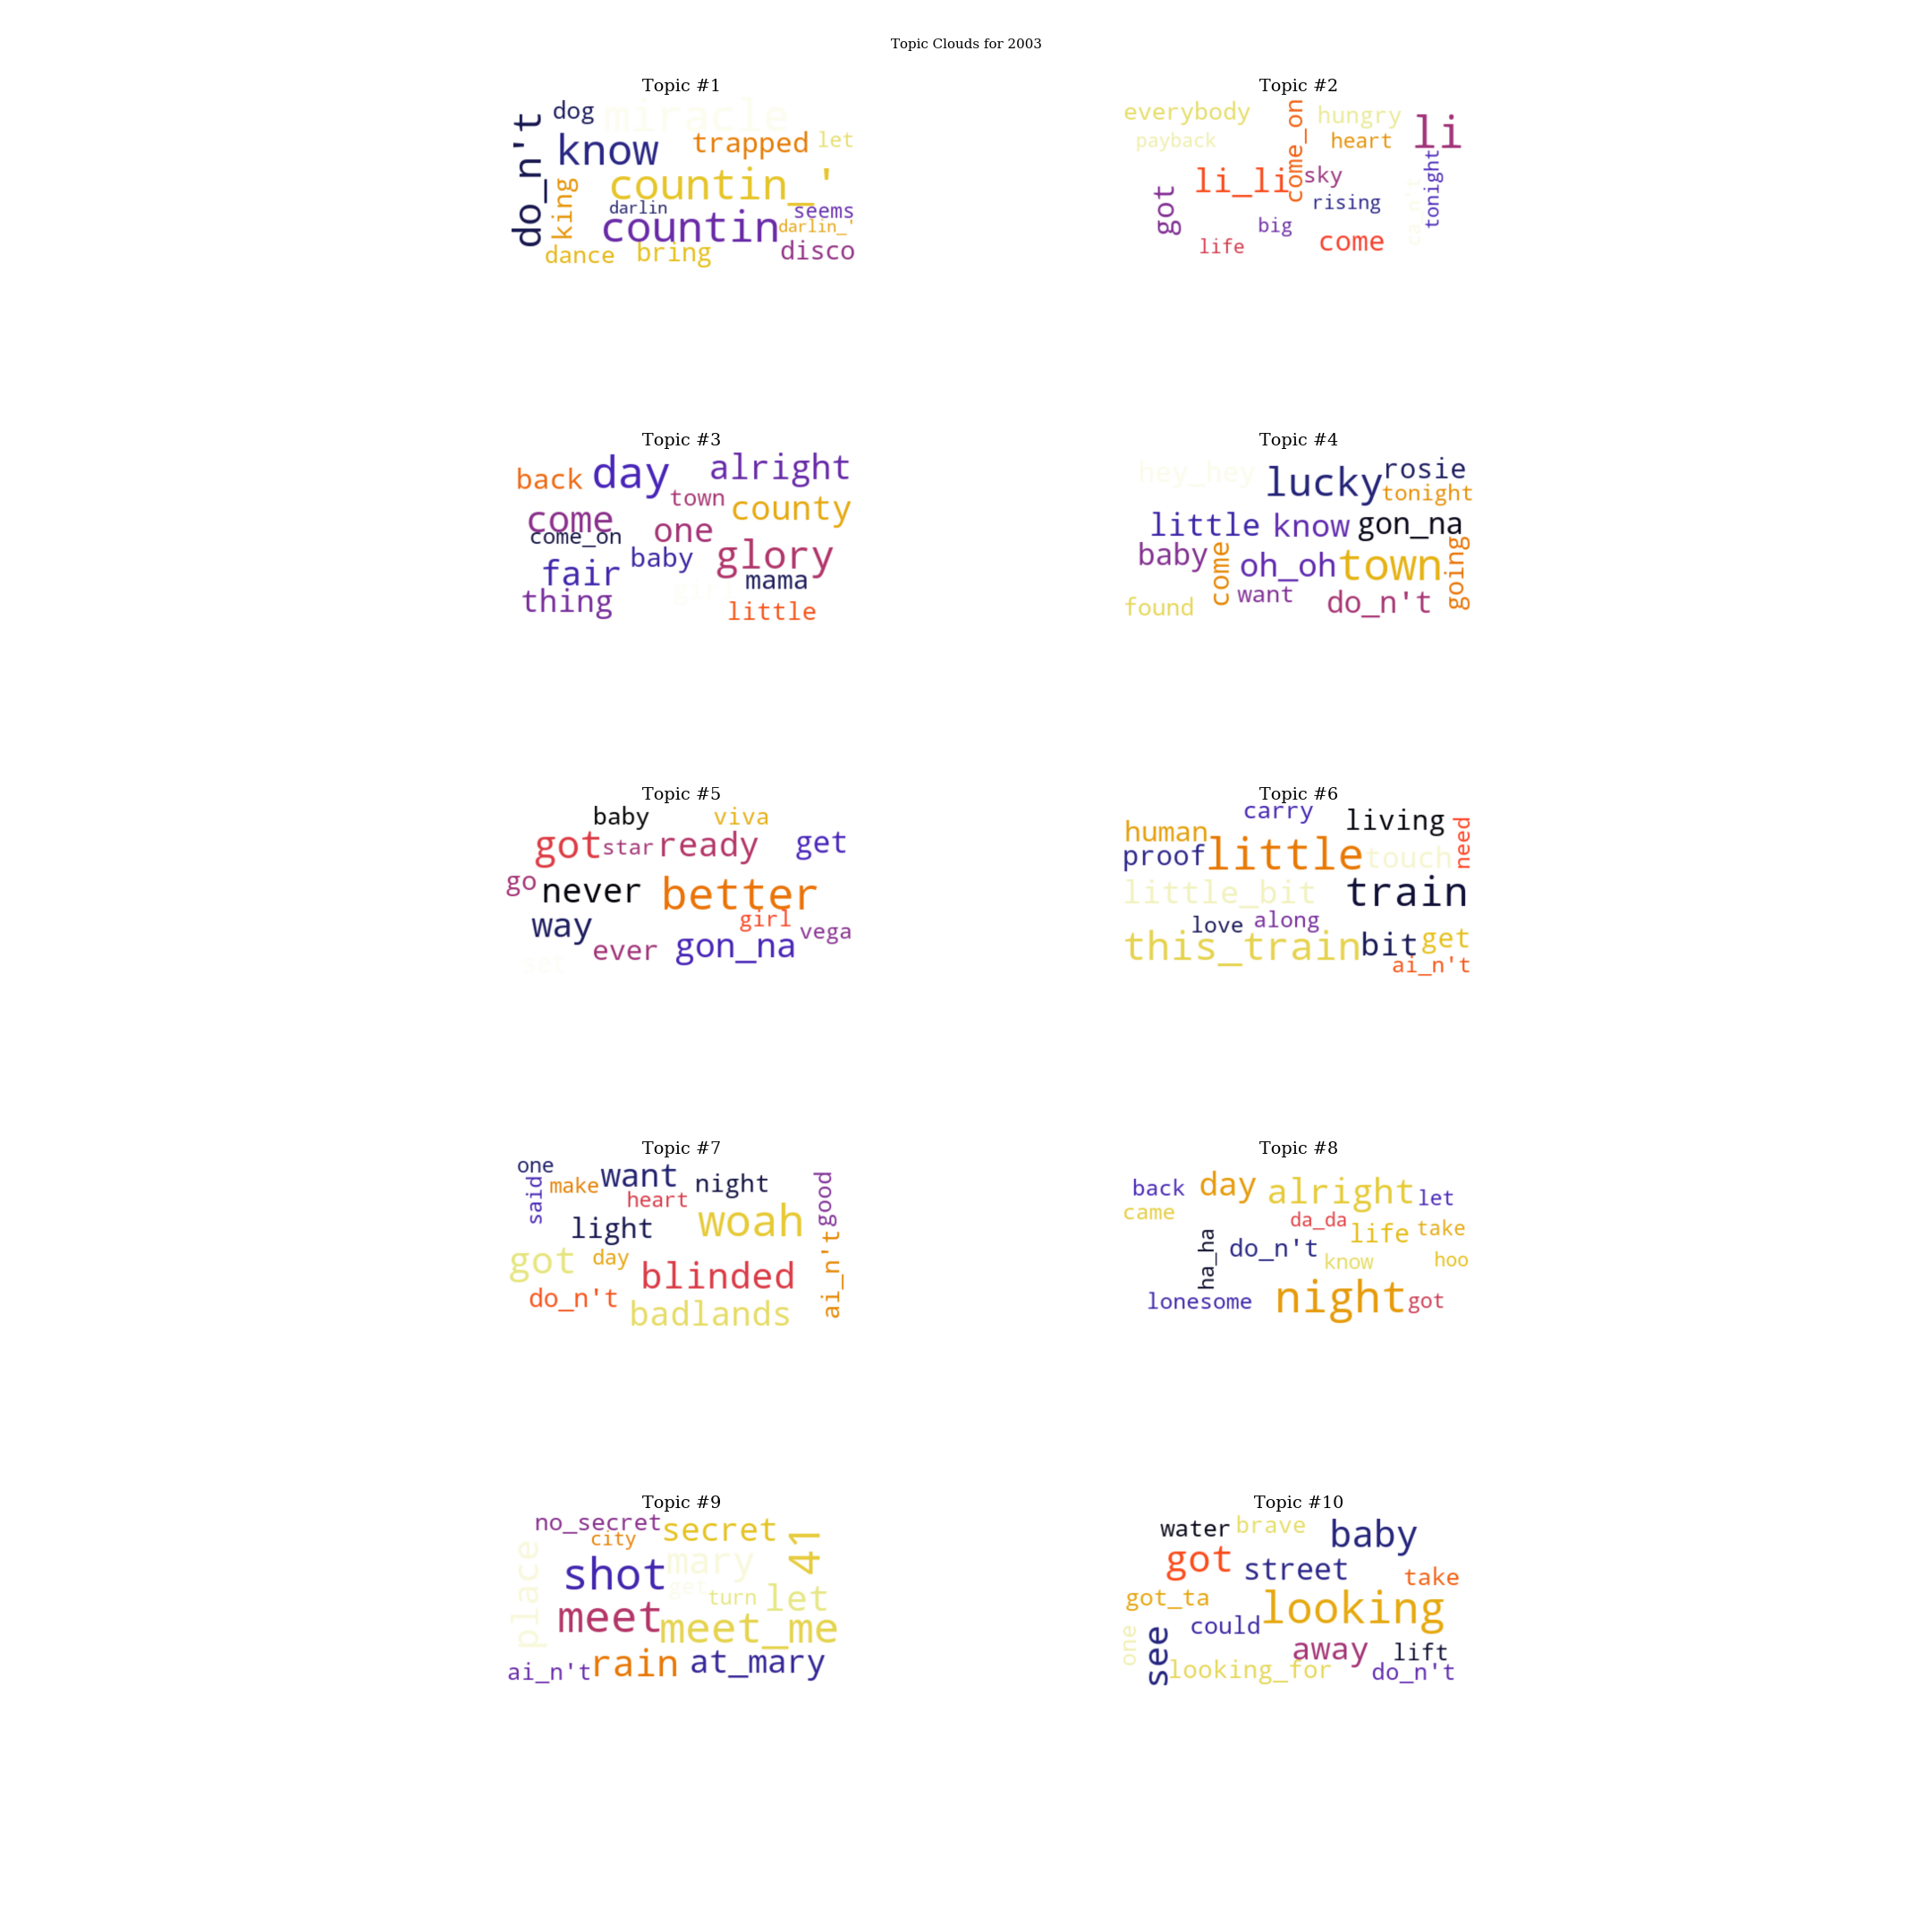 Topic Clouds for 2003
Topic #1
dog miracle
do_n't know trapped let
king countin_'
darlin seems
countin darlin_'
dance bring disco
Topic #2
everybody come_on hungry li
payback heart
li_li sky tonight
got rising
big
life come
Topic #3
back day alright
town county
come one
come_on baby glory
fair mama
thing little
Topic #4
hey_hey lucky rosie
tonight
little know gon_na
baby come oh_oh town going
want
found do_n't
Topic #5
baby viva
got star ready get
go never better
way girl vega
ever gon_na
set
Topic #6
carry living
human need
proof little touch
little_bit train
love along
this_train bit get
ai_n't
Topic #7
one want night
said make heart good
light woah
got day ai_n't
blinded
do_n't badlands
Topic #8
back day alright let
came da_da life take
ha_ha do_n't know hoo
lonesome night got
Topic #9
no_secret secret 41
city
place shot mary
get turn let
meet meet_me
ai_n't rain at_mary
Topic #10
water brave baby
got street take
got_ta looking
one see could
away lift
looking_for do_n't